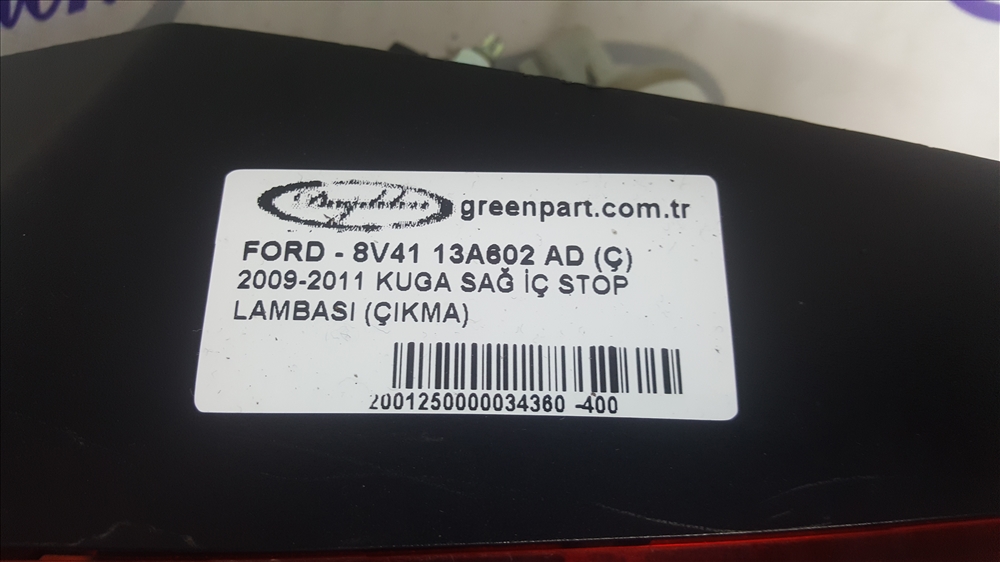 greenpart.com.tr
FORD - 8V41 13A602 AD (Ç)
2009-2011 KUGA SAĞ İÇ STOP
LAMBASI (ÇIKMA)
2001250000034360 -400